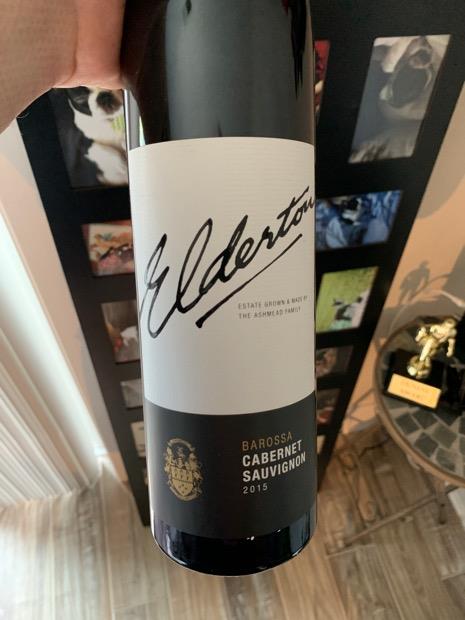 Elderton
ESTATE GROWN & MADE BY
THE ASHMEAD FAMILY
BAROSSA
CABERNET
SAUVIGNON
2015